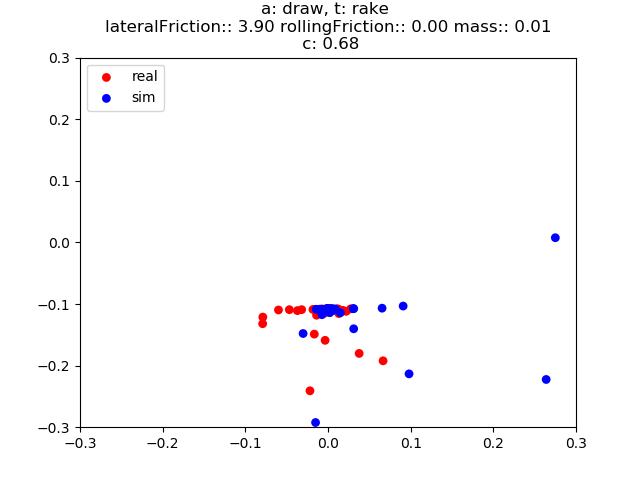 a: draw, t: rake
lateralFriction:: 3.90 rollingFriction:: 0.00 mass:: 0.01
c: 0.68
real
sim
0.3
0.2
0.1
0.0
−0.1
−0.2
−0.3
−0.3 −0.2 −0.1 0.0 0.1 0.2 0.3